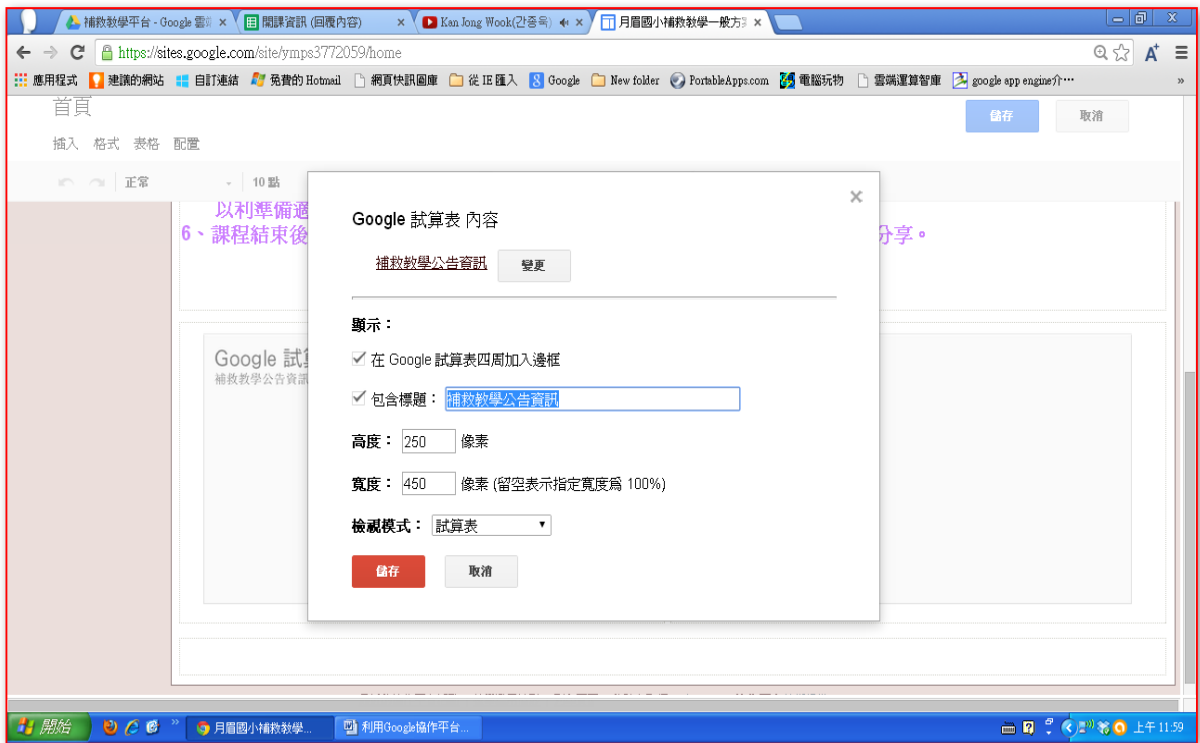 補救教學平台 - Google 雲
開課資訊 (回覆內容)
Kan Jong Wook(간종욱)
月眉國小補救教學一般方
https://sites.google.com/site/ymps3772059/home
應用程式 建議的網站 自訂連結 免費的 Hotmail 網頁快訊圖庫 從 IE 匯入 Google New folder PortableApps.com 電腦玩物 雲端運算智庫 google app engine介… »
首頁
儲存 取消
插入 格式 表格 配置
正常 10 點
以利準備適
6、課程結束後 分享。
Google 試算表 內容
補救教學公告資訊 變更
顯示：
Google 試
補救教學公告資訊
在 Google 試算表四周加入邊框
包含標題： 補救教學公告資訊
高度： 250 像素
寬度： 450 像素 (留空表示指定寬度為 100%)
檢視模式： 試算表
儲存 取消
開始 » 月眉國小補救教學... 利用Google協作平台... 上午 11:59